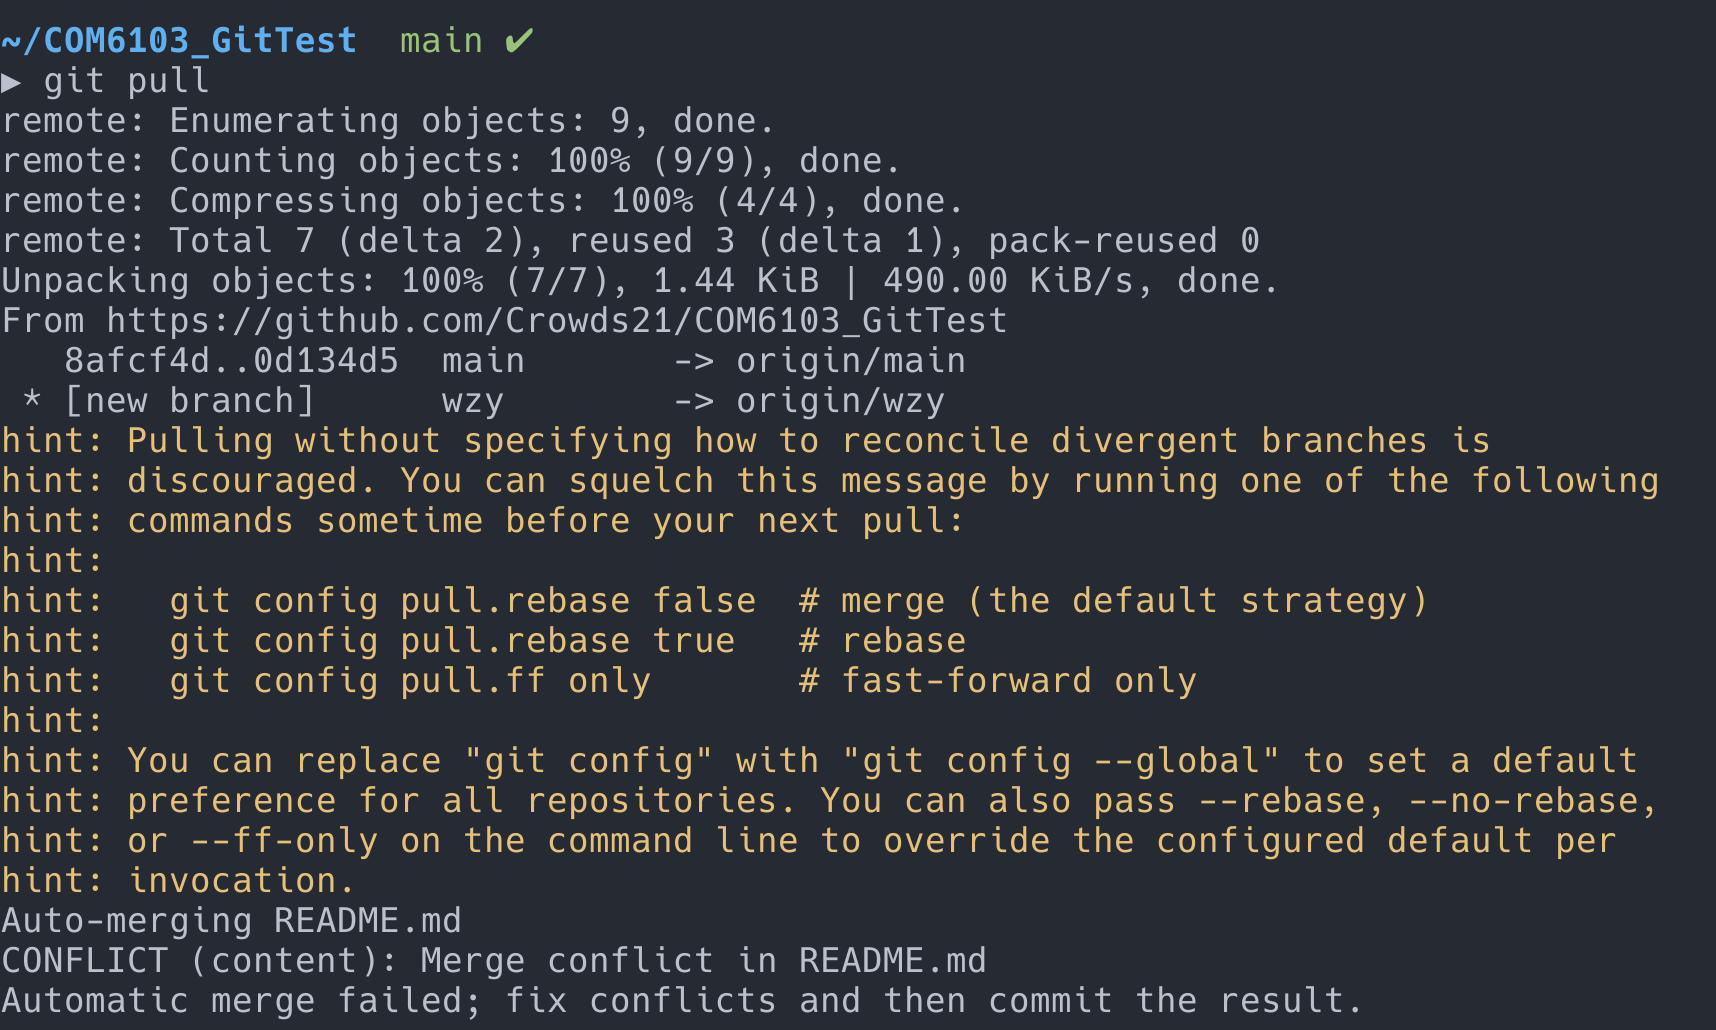 ~/COM6103_GitTest  main ✔
▶ git pull
remote: Enumerating objects: 9, done.
remote: Counting objects: 100% (9/9), done.
remote: Compressing objects: 100% (4/4), done.
remote: Total 7 (delta 2), reused 3 (delta 1), pack-reused 0
Unpacking objects: 100% (7/7), 1.44 KiB | 490.00 KiB/s, done.
From https://github.com/Crowds21/COM6103_GitTest
   8afcf4d..0d134d5  main       -> origin/main
 * [new branch]      wzy        -> origin/wzy
hint: Pulling without specifying how to reconcile divergent branches is
hint: discouraged. You can squelch this message by running one of the following
hint: commands sometime before your next pull:
hint:
hint:   git config pull.rebase false  # merge (the default strategy)
hint:   git config pull.rebase true   # rebase
hint:   git config pull.ff only       # fast-forward only
hint:
hint: You can replace "git config" with "git config --global" to set a default
hint: preference for all repositories. You can also pass --rebase, --no-rebase,
hint: or --ff-only on the command line to override the configured default per
hint: invocation.
Auto-merging README.md
CONFLICT (content): Merge conflict in README.md
Automatic merge failed; fix conflicts and then commit the result.